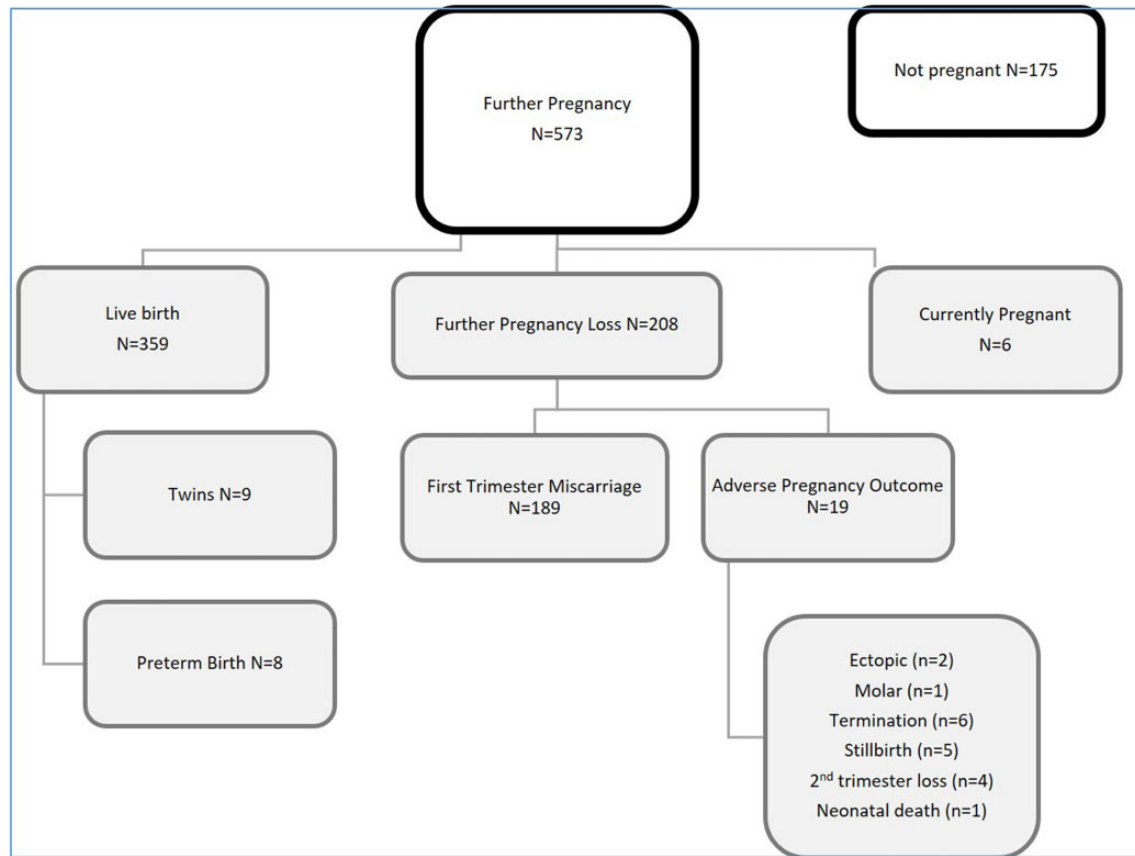 Further Pregnancy
N=573
Not pregnant N=175
Live birth
N=359
Further Pregnancy Loss N=208
Currently Pregnant
N=6
Twins N=9
First Trimester Miscarriage
N=189
Adverse Pregnancy Outcome
N=19
Preterm Birth N=8
Ectopic (n=2)
Molar (n=1)
Termination (n=6)
Stillbirth (n=5)
2nd trimester loss (n=4)
Neonatal death (n=1)